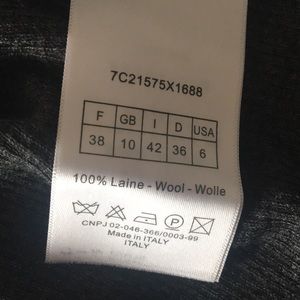 7C21575X1688
F GB I D USA
38 10 42 36 6
100% Laine - Wool - Wolle
CNPJ 02-046-366/0003-99
Made in ITALY
ITALY